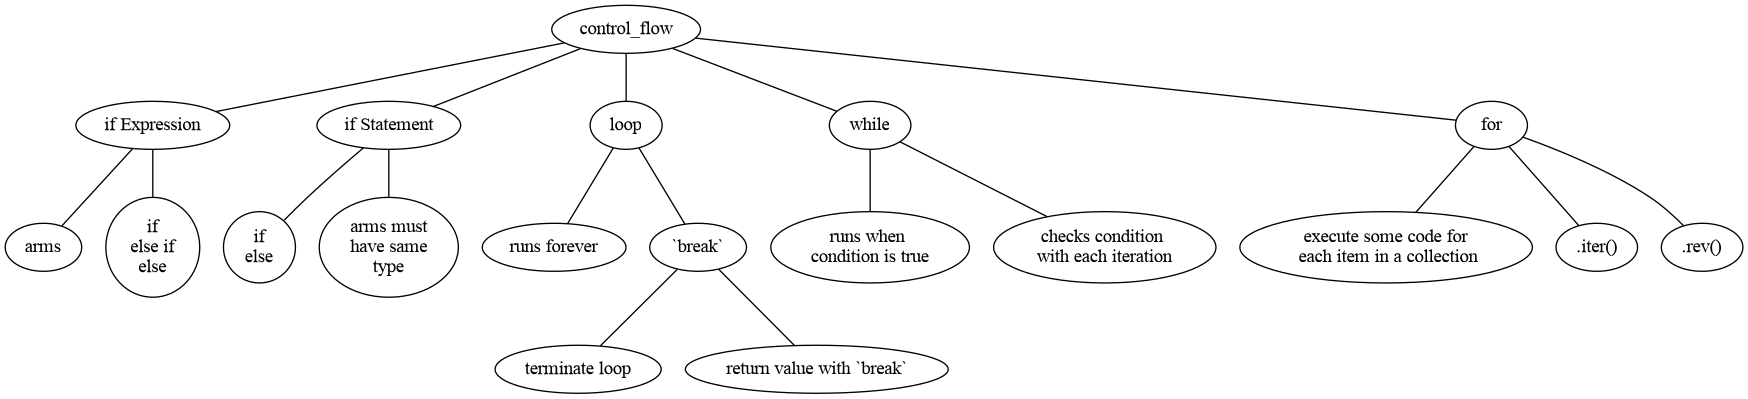 control_flow
if Expression
if Statement
loop
while
for
arms
if
else if
else
if
else
arms must
have same
type
runs forever
`break`
runs when
condition is true
checks condition
with each iteration
execute some code for
each item in a collection
.iter()
.rev()
terminate loop
return value with `break`